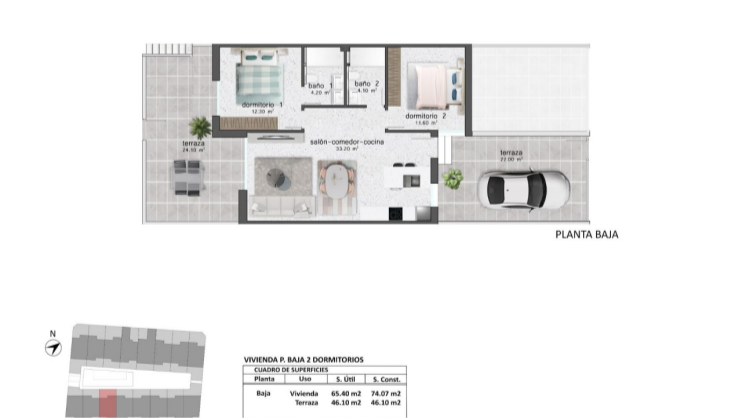 baño 1
4.20 m²
baño 2
4.10 m²
dormitorio 1
12.30 m²
dormitorio 2
11.60 m²
salón-comedor-cocina
33.20 m²
terraza
24.10 m²
terraza
22.00 m²
PLANTA BAJA
N
VIVIENDA P. BAJA 2 DORMITORIOS
CUADRO DE SUPERFICIES
Planta Uso S. Útil S. Const.
Baja Vivienda 65.40 m2 74.07 m2
Terraza 46.10 m2 46.10 m2